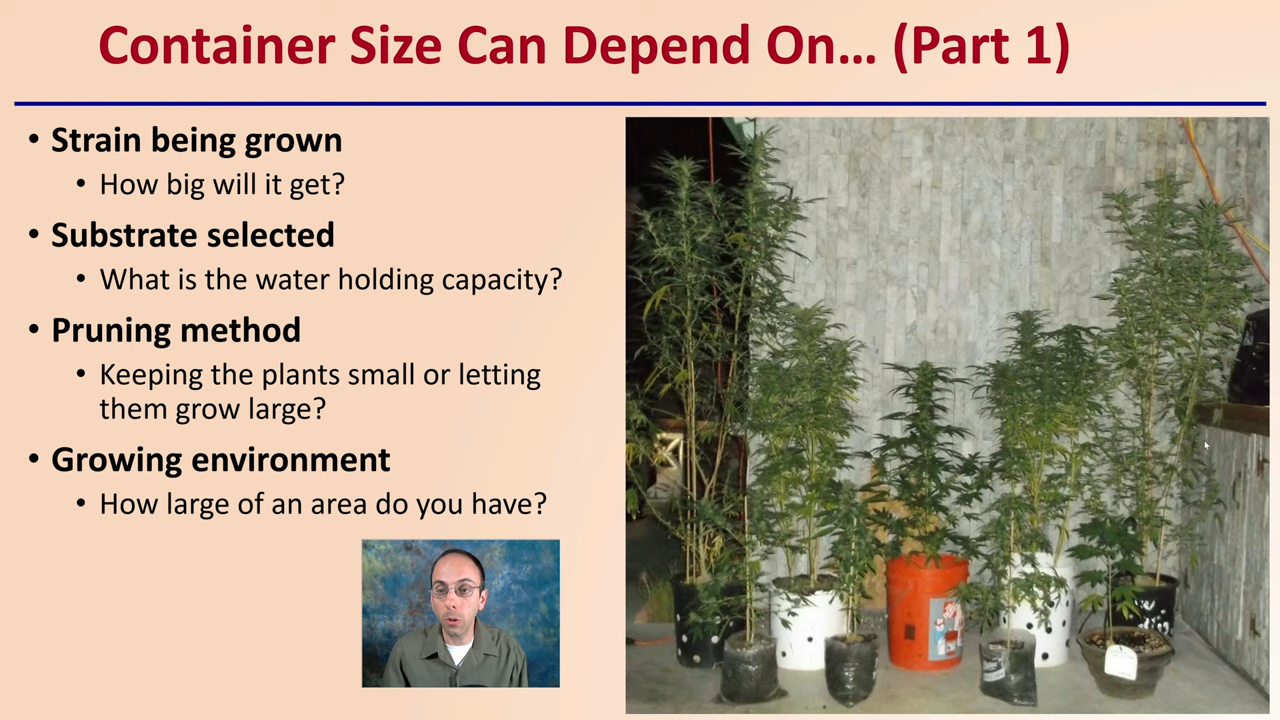 Container Size Can Depend On... (Part 1)
• Strain being grown
• How big will it get?
• Substrate selected
• What is the water holding capacity?
• Pruning method
• Keeping the plants small or letting
them grow large?
• Growing environment
• How large of an area do you have?